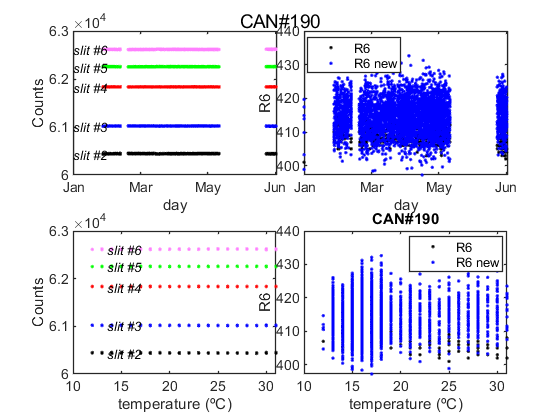 CAN#190
×10⁴
6.3
6.2
6.1
6
Counts
slit #6
slit #5
slit #4
slit #3
slit #2
Jan
Mar
May
Jun
day
440
430
420
410
400
R6
R6
R6 new
Jan
Mar
May
Jun
day
×10⁴
6.3
6.2
6.1
6
Counts
slit #6
slit #5
slit #4
slit #3
slit #2
10
15
20
25
30
temperature (ºC)
CAN#190
440
430
420
410
400
R6
R6
R6 new
10
15
20
25
30
temperature (ºC)